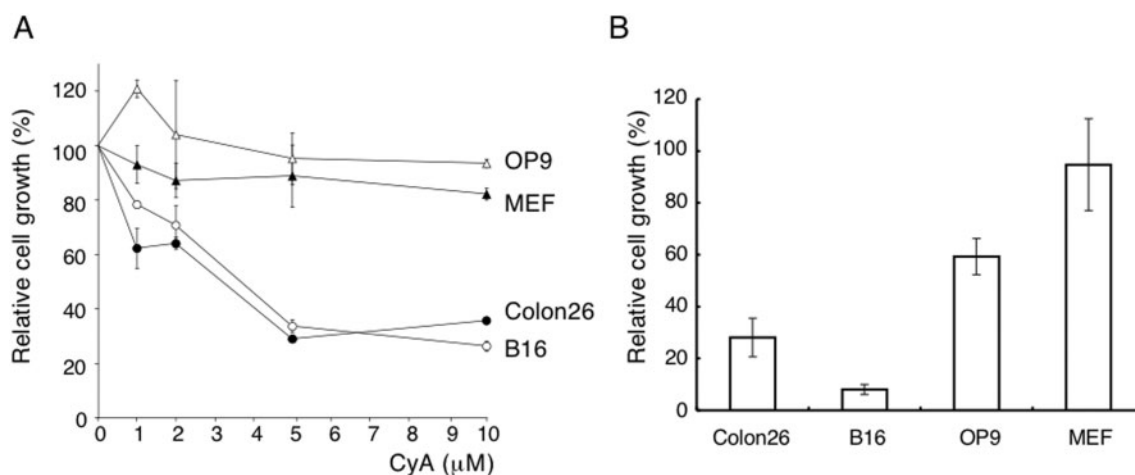 A
Relative cell growth (%)
120
100
80
60
40
20
0
0 1 2 3 4 5 6 7 8 9 10
CyA (μM)
OP9
MEF
Colon26
B16
B
Relative cell growth (%)
120
100
80
60
40
20
0
Colon26 B16 OP9 MEF